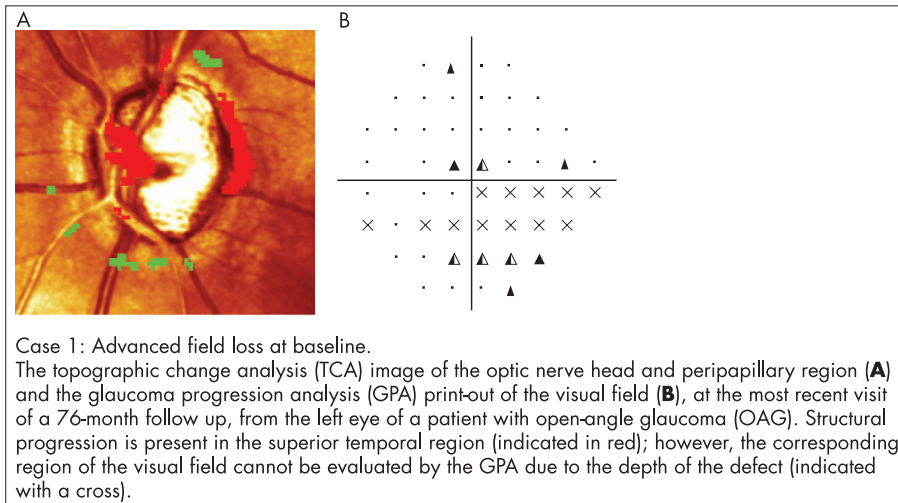 A
B
Case 1: Advanced field loss at baseline.
The topographic change analysis (TCA) image of the optic nerve head and peripapillary region (A)
and the glaucoma progression analysis (GPA) print-out of the visual field (B), at the most recent visit
of a 76-month follow up, from the left eye of a patient with open-angle glaucoma (OAG). Structural
progression is present in the superior temporal region (indicated in red); however, the corresponding
region of the visual field cannot be evaluated by the GPA due to the depth of the defect (indicated
with a cross).